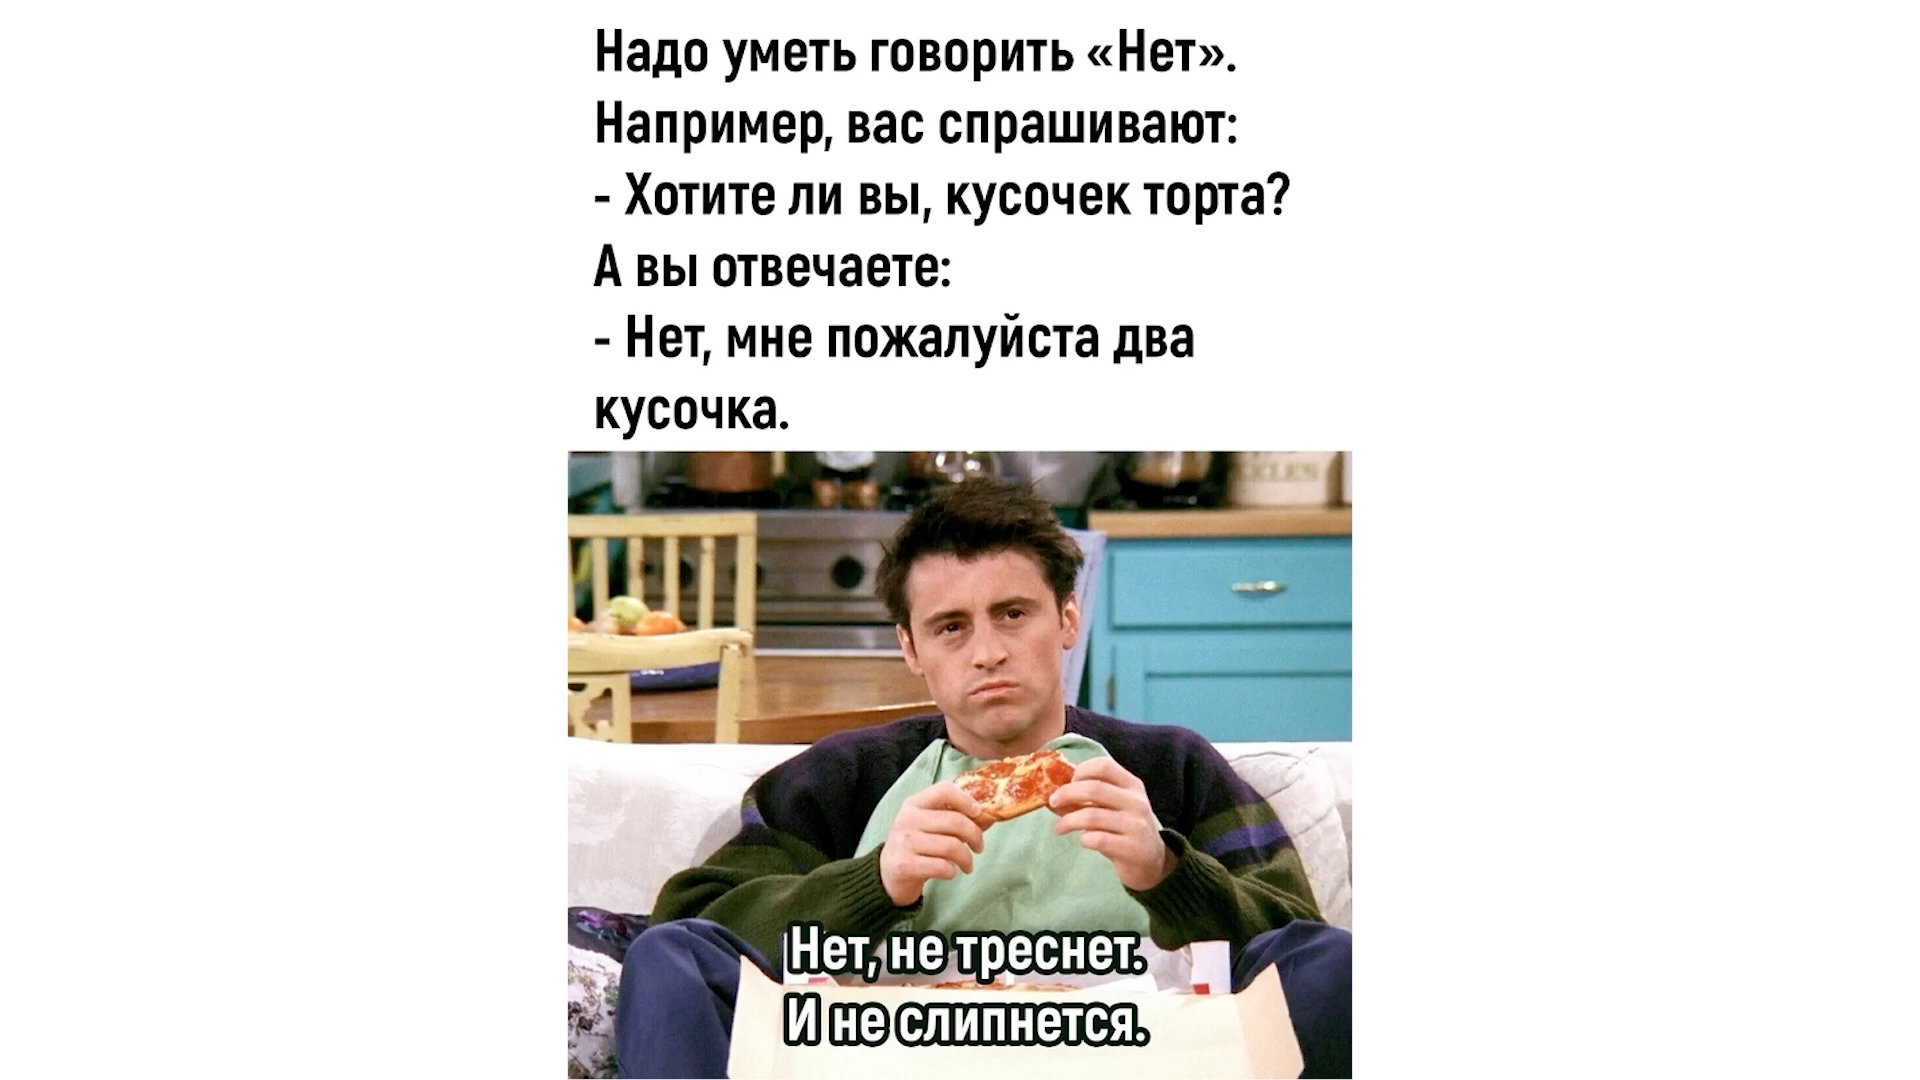 Надо уметь говорить «Нет».
Например, вас спрашивают:
- Хотите ли вы, кусочек торта?
А вы отвечаете:
- Нет, мне пожалуйста два
кусочка.
Нет, не треснет.
И не слипнется.